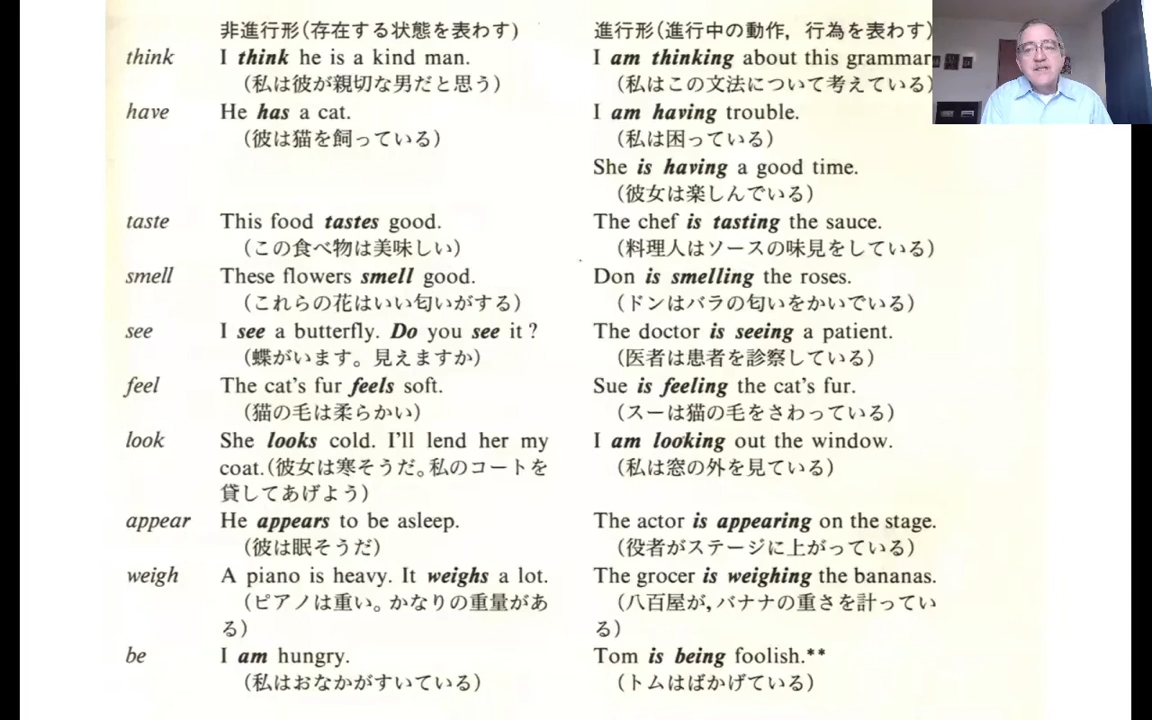 非進行形(存在する状態を表わす) 進行形(進行中の動作, 行為を表わす)
think I think he is a kind man. I am thinking about this grammar
(私は彼が親切な男だと思う) (私はこの文法について考えている)
have He has a cat. I am having trouble.
(彼は猫を飼っている) (私は困っている)
She is having a good time.
(彼女は楽しんでいる)
taste This food tastes good. The chef is tasting the sauce.
(この食べ物は美味しい) (料理人はソースの味見をしている)
smell These flowers smell good. Don is smelling the roses.
(これらの花はいい匂いがする) (ドンはバラの匂いをかいでいる)
see I see a butterfly. Do you see it? The doctor is seeing a patient.
(蝶がいます。見えますか) (医者は患者を診察している)
feel The cat's fur feels soft. Sue is feeling the cat's fur.
(猫の毛は柔らかい) (スーは猫の毛をさわっている)
look She looks cold. I'll lend her my I am looking out the window.
coat.(彼女は寒そうだ。私のコートを (私は窓の外を見ている)
貸してあげよう)
appear He appears to be asleep. The actor is appearing on the stage.
(彼は眠そうだ) (役者がステージに上がっている)
weigh A piano is heavy. It weighs a lot. The grocer is weighing the bananas.
(ピアノは重い。かなりの重量があ (八百屋が,バナナの重さを計ってい
る) る)
be I am hungry. Tom is being foolish.**
(私はおなかがすいている) (トムはばかげている)